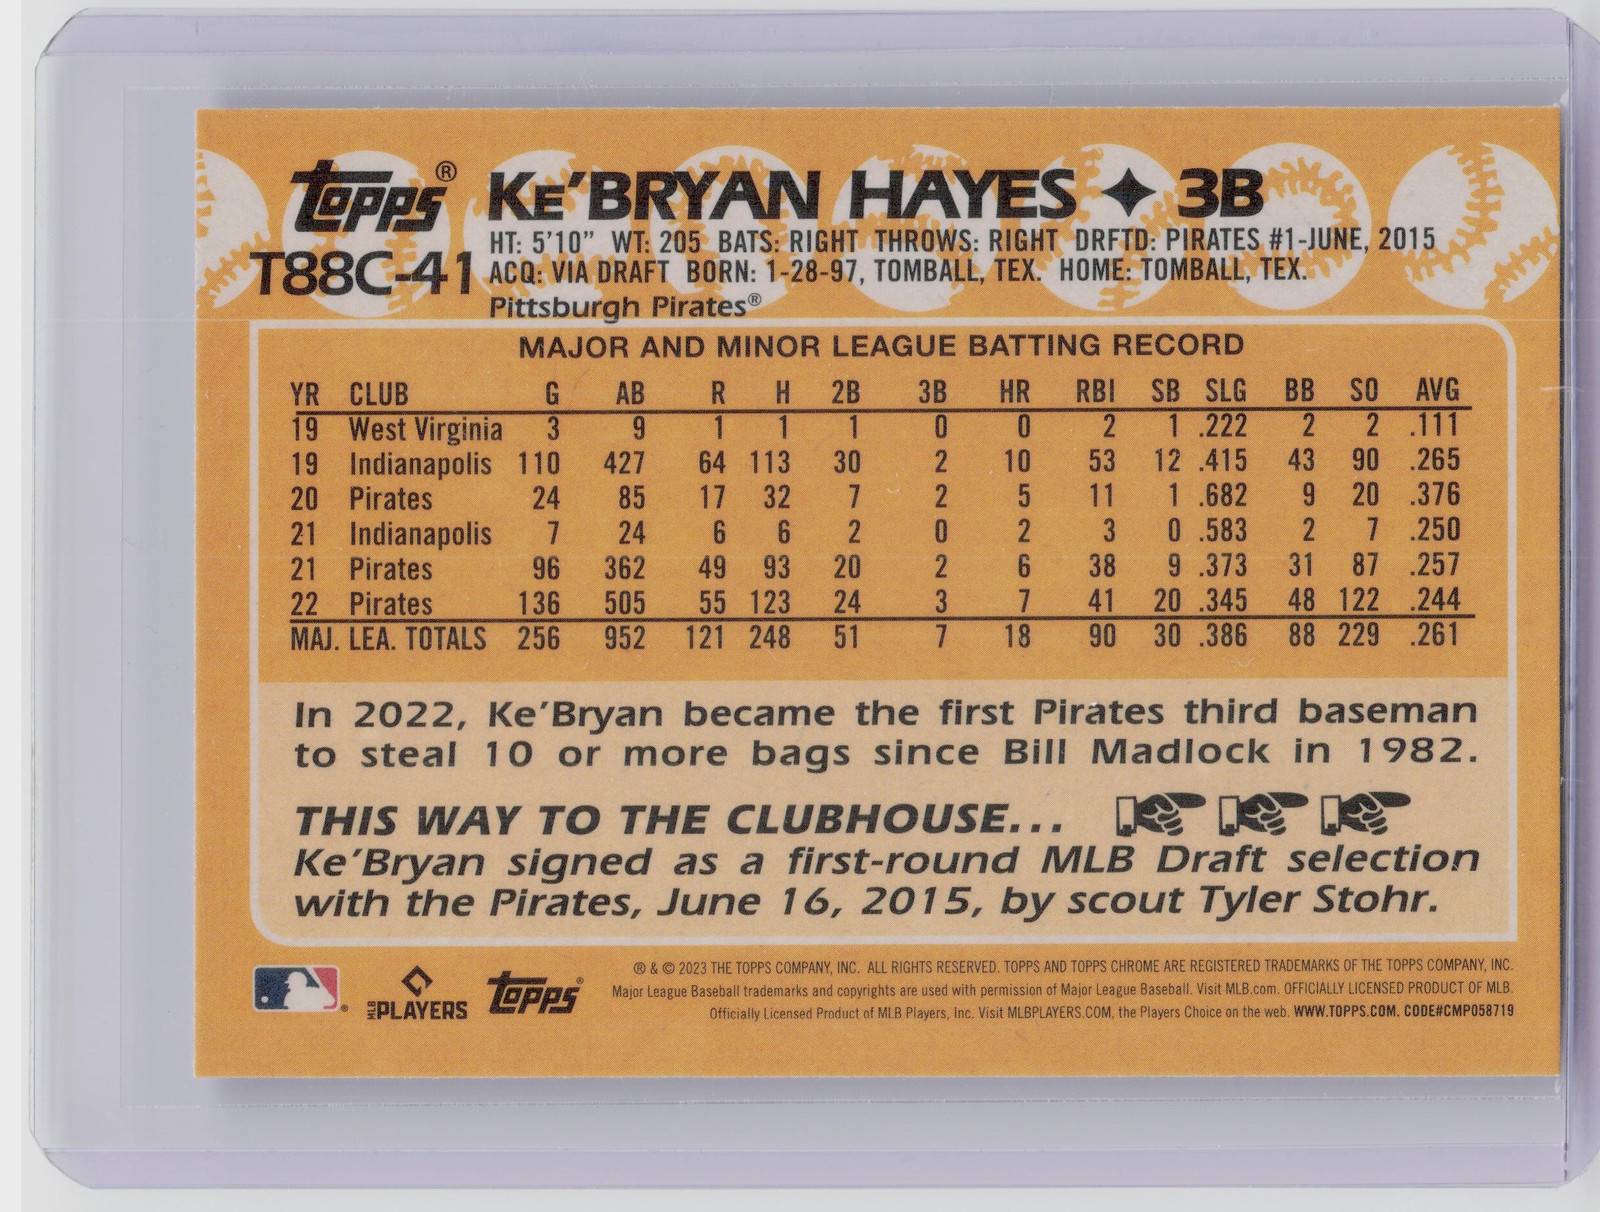 Topps®
T88C-41
KE'BRYAN HAYES ✦ 3B
HT: 5'10" WT: 205 BATS: RIGHT THROWS: RIGHT DRFTD: PIRATES #1-JUNE, 2015
ACQ: VIA DRAFT BORN: 1-28-97, TOMBALL, TEX. HOME: TOMBALL, TEX.
Pittsburgh Pirates®
MAJOR AND MINOR LEAGUE BATTING RECORD
YR CLUB G AB R H 2B 3B HR RBI SB SLG BB SO AVG
19 West Virginia 3 9 1 1 1 0 0 2 1 .222 2 2 .111
19 Indianapolis 110 427 64 113 30 2 10 53 12 .415 43 90 .265
20 Pirates 24 85 17 32 7 2 5 11 1 .682 9 20 .376
21 Indianapolis 7 24 6 6 2 0 2 3 0 .583 2 7 .250
21 Pirates 96 362 49 93 20 2 6 38 9 .373 31 87 .257
22 Pirates 136 505 55 123 24 3 7 41 20 .345 48 122 .244
MAJ. LEA. TOTALS 256 952 121 248 51 7 18 90 30 .386 88 229 .261
In 2022, Ke'Bryan became the first Pirates third baseman
to steal 10 or more bags since Bill Madlock in 1982.
THIS WAY TO THE CLUBHOUSE...
Ke'Bryan signed as a first-round MLB Draft selection
with the Pirates, June 16, 2015, by scout Tyler Stohr.
MLB PLAYERS
Topps®
® & © 2023 THE TOPPS COMPANY, INC. ALL RIGHTS RESERVED. TOPPS AND TOPPS CHROME ARE REGISTERED TRADEMARKS OF THE TOPPS COMPANY, INC.
Major League Baseball trademarks and copyrights are used with permission of Major League Baseball. Visit MLB.com. OFFICIALLY LICENSED PRODUCT OF MLB.
Officially Licensed Product of MLB Players, Inc. Visit MLBPLAYERS.COM, the Players Choice on the web. WWW.TOPPS.COM. CODE#CMP058719